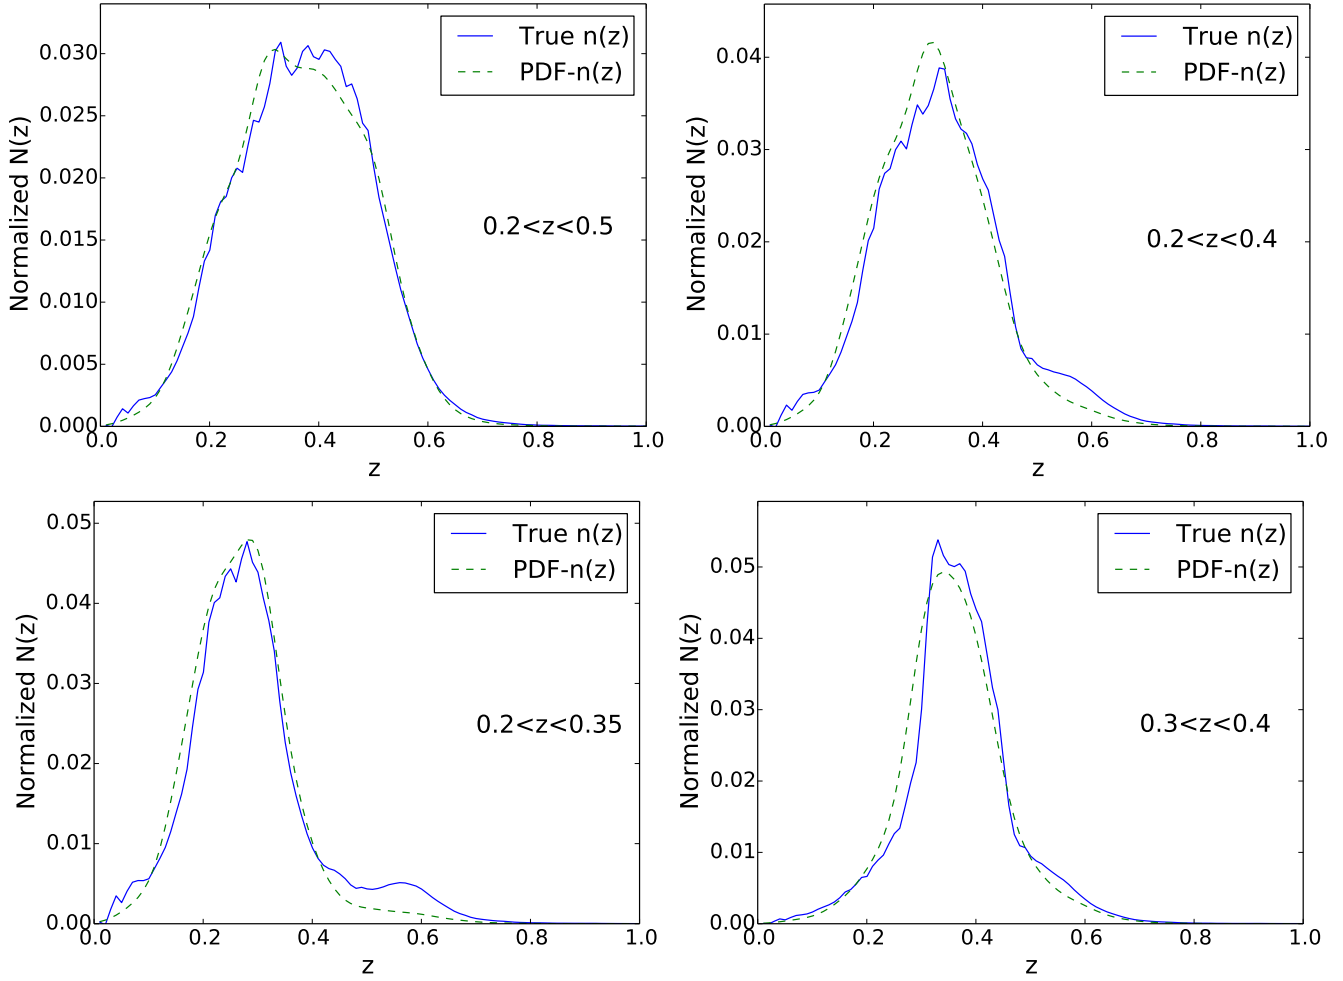 True n(z)
PDF-n(z)
0.2<z<0.5
Normalized N(z)
0.030
0.025
0.020
0.015
0.010
0.005
0.000
0.0 0.2 0.4 0.6 0.8 1.0
z
True n(z)
PDF-n(z)
0.2<z<0.4
Normalized N(z)
0.04
0.03
0.02
0.01
0.00
0.0 0.2 0.4 0.6 0.8 1.0
z
True n(z)
PDF-n(z)
0.2<z<0.35
Normalized N(z)
0.05
0.04
0.03
0.02
0.01
0.00
0.0 0.2 0.4 0.6 0.8 1.0
z
True n(z)
PDF-n(z)
0.3<z<0.4
Normalized N(z)
0.05
0.04
0.03
0.02
0.01
0.00
0.0 0.2 0.4 0.6 0.8 1.0
z